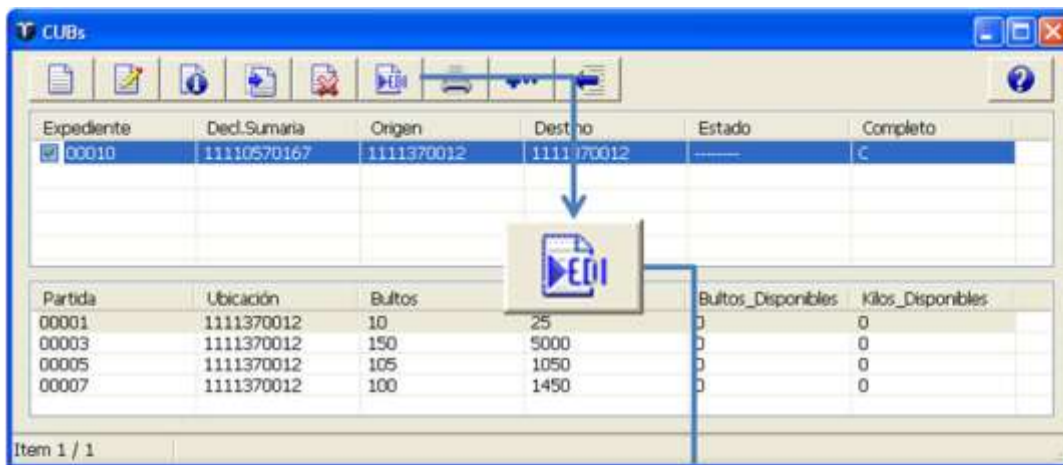 CUBs
EDI
Expediente Decl.Sumaria Origen Destino Estado Completo
00010 11110570167 1111370012 1111370012 -------- C
EDI
Partida Ubicación Bultos Bultos_Disponibles Kilos_Disponibles
00001 1111370012 10 25 0 0
00003 1111370012 150 5000 0 0
00005 1111370012 105 1050 0 0
00007 1111370012 100 1450 0 0
Item 1 / 1